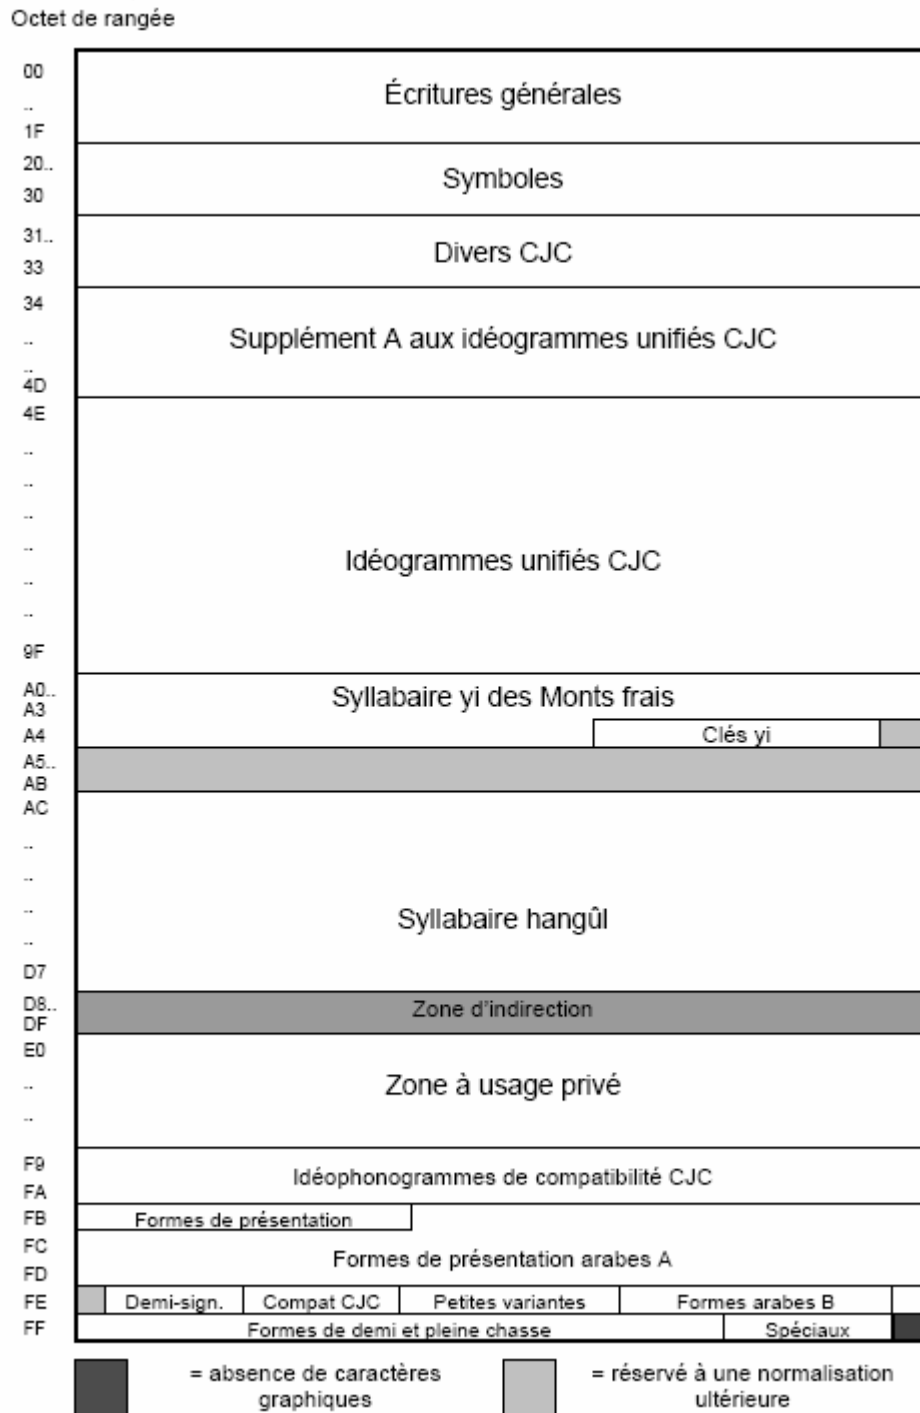 Octet de rangée
00
..
1F
Écritures générales
20..
30
Symboles
31..
33
Divers CJC
34
..
..
4D
Supplément A aux idéogrammes unifiés CJC
4E
..
..
..
..
..
..
9F
Idéogrammes unifiés CJC
A0..
A3
Syllabaire yi des Monts frais
A4
Clés yi
A5..
AB
AC
..
..
..
..
D7
Syllabaire hangûl
D8..
DF
Zone d'indirection
E0
..
..
Zone à usage privé
F9
FA
Idéophonogrammes de compatibilité CJC
FB
Formes de présentation
FC
FD
Formes de présentation arabes A
FE
Demi-sign. Compat CJC Petites variantes Formes arabes B
FF
Formes de demi et pleine chasse Spéciaux
= absence de caractères
graphiques
= réservé à une normalisation
ultérieure